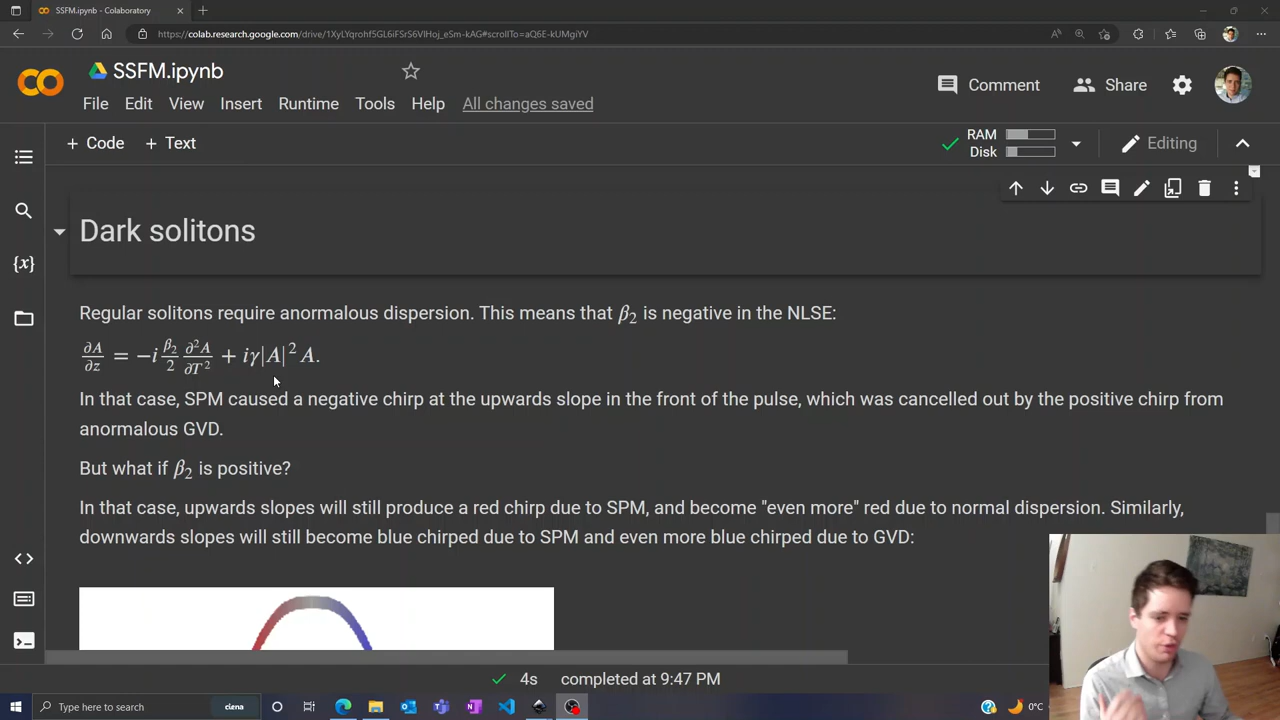 SSFM.ipynb - Colaboratory
https://colab.research.google.com/drive/1XyLYqrohf5GL6iFSrS6VIHoj_eSm-kAG#scrollTo=aQ6E-kUMgiYV
SSFM.ipynb
Comment
Share
File Edit View Insert Runtime Tools Help All changes saved
+ Code + Text
RAM
Disk
Editing
Dark solitons
Regular solitons require anormalous dispersion. This means that β₂ is negative in the NLSE:
∂A/∂z = −i β₂/2 ∂²A/∂T² + iγ|A|² A.
In that case, SPM caused a negative chirp at the upwards slope in the front of the pulse, which was cancelled out by the positive chirp from
anomalous GVD.
But what if β₂ is positive?
In that case, upwards slopes will still produce a red chirp due to SPM, and become "even more" red due to normal dispersion. Similarly,
downwards slopes will still become blue chirped due to SPM and even more blue chirped due to GVD:
4s completed at 9:47 PM
Type here to search
ciena
0°C